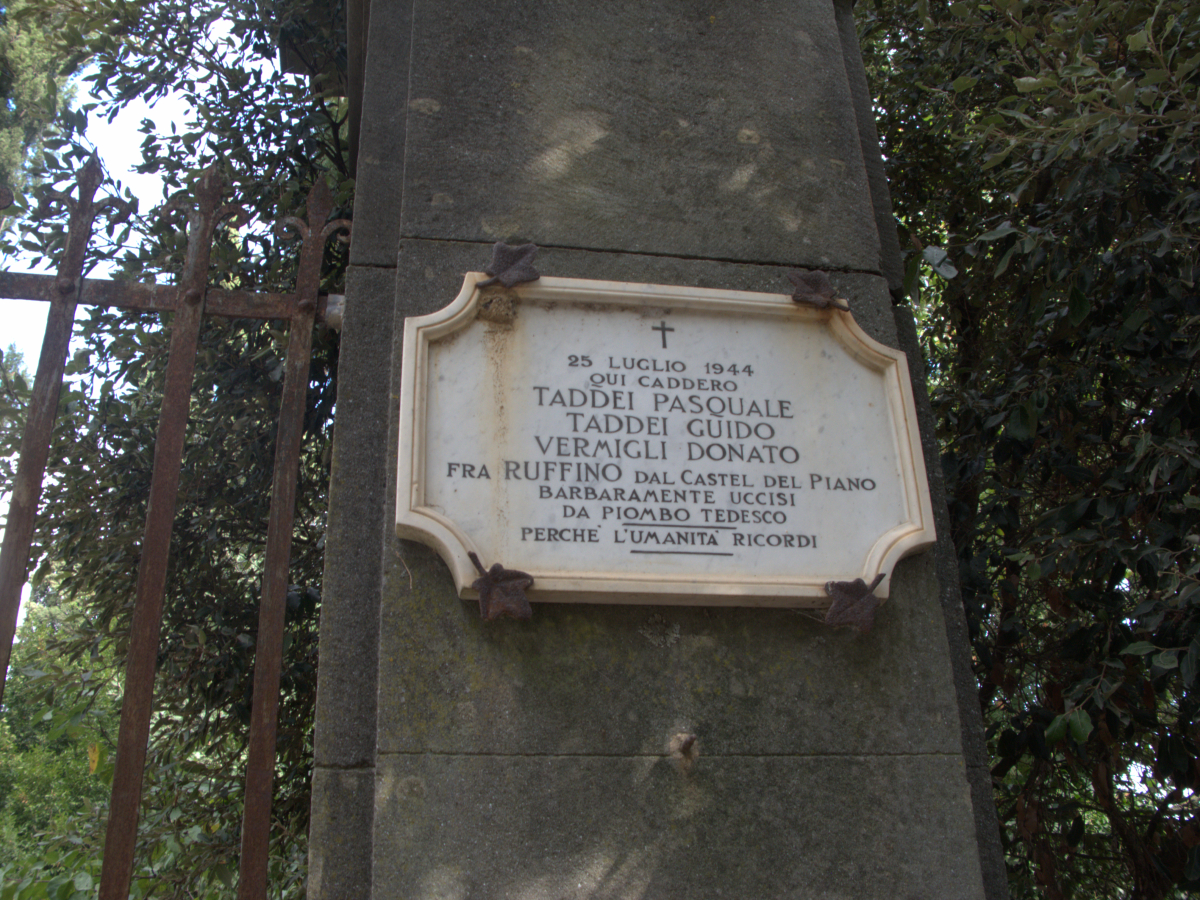 25 LUGLIO 1944
QUI CADDERO
TADDEI PASQUALE
TADDEI GUIDO
VERMIGLI DONATO
FRA RUFFINO DAL CASTEL DEL PIANO
BARBARAMENTE UCCISI
DA PIOMBO TEDESCO
PERCHE` L'UMANITA' RICORDI